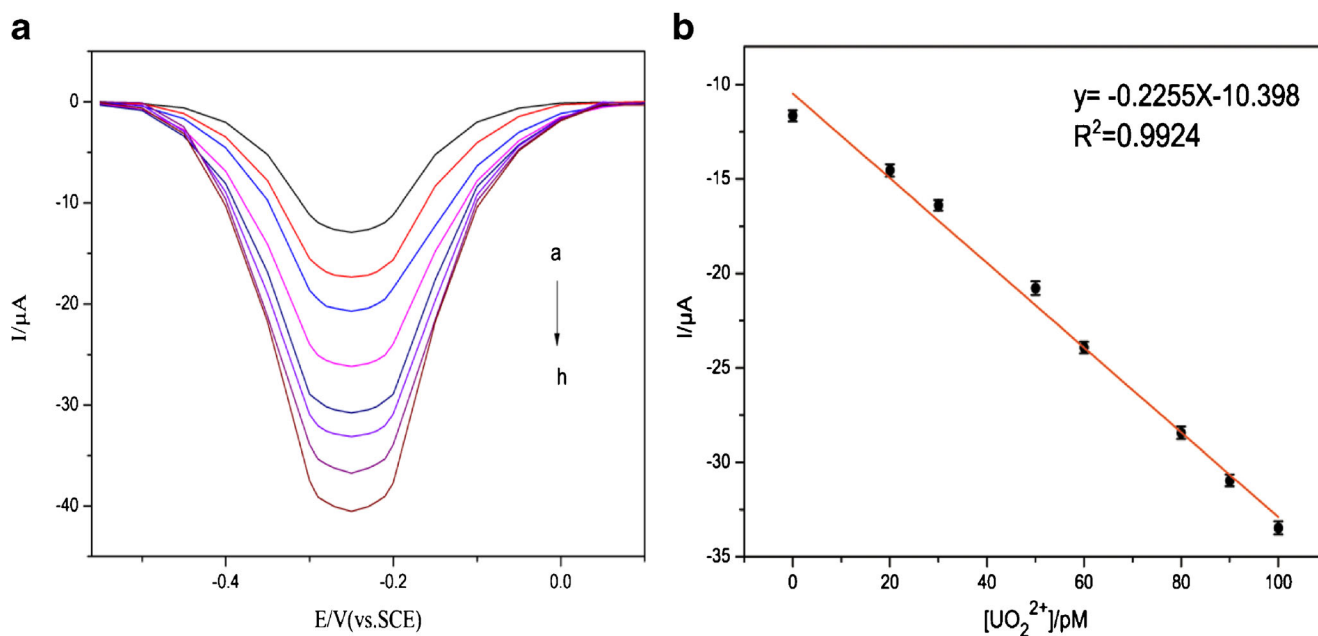 a
0
-10
-20
-30
-40
I/μA
a
h
-0.4
-0.2
0.0
E/V(vs.SCE)
b
-10
-15
-20
-25
-30
-35
I/μA
y= -0.2255X-10.398
R²=0.9924
0
20
40
60
80
100
[UO₂²⁺]/pM